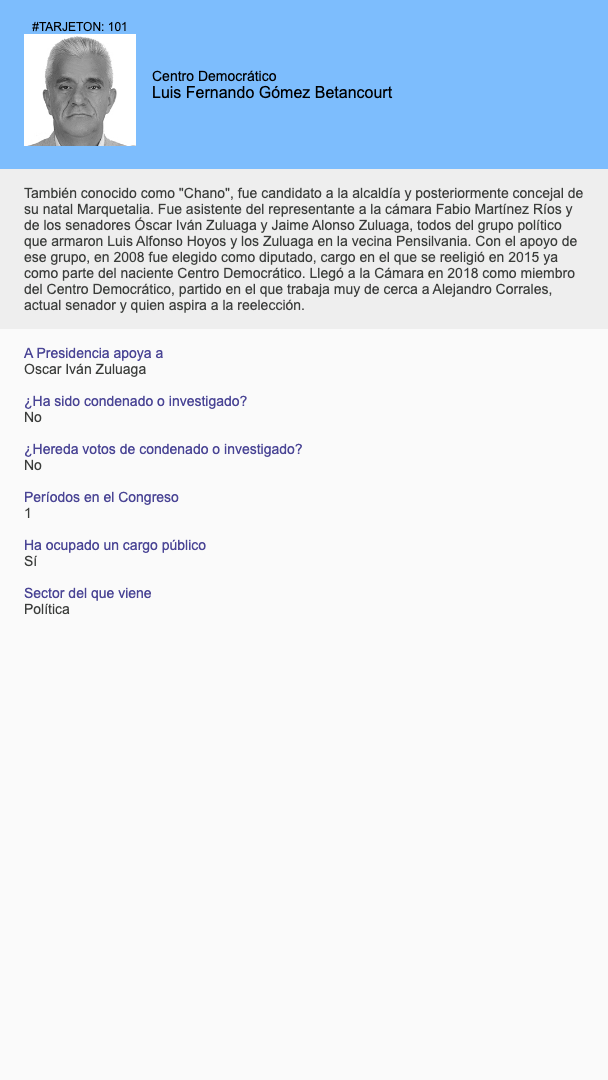 #TARJETON: 101
Centro Democrático
Luis Fernando Gómez Betancourt
También conocido como "Chano", fue candidato a la alcaldía y posteriormente concejal de
su natal Marquetalia. Fue asistente del representante a la cámara Fabio Martínez Ríos y
de los senadores Óscar Iván Zuluaga y Jaime Alonso Zuluaga, todos del grupo político
que armaron Luis Alfonso Hoyos y los Zuluaga en la vecina Pensilvania. Con el apoyo de
ese grupo, en 2008 fue elegido como diputado, cargo en el que se reeligió en 2015 ya
como parte del naciente Centro Democrático. Llegó a la Cámara en 2018 como miembro
del Centro Democrático, partido en el que trabaja muy de cerca a Alejandro Corrales,
actual senador y quien aspira a la reelección.
A Presidencia apoya a
Oscar Iván Zuluaga
¿Ha sido condenado o investigado?
No
¿Hereda votos de condenado o investigado?
No
Períodos en el Congreso
1
Ha ocupado un cargo público
Sí
Sector del que viene
Política